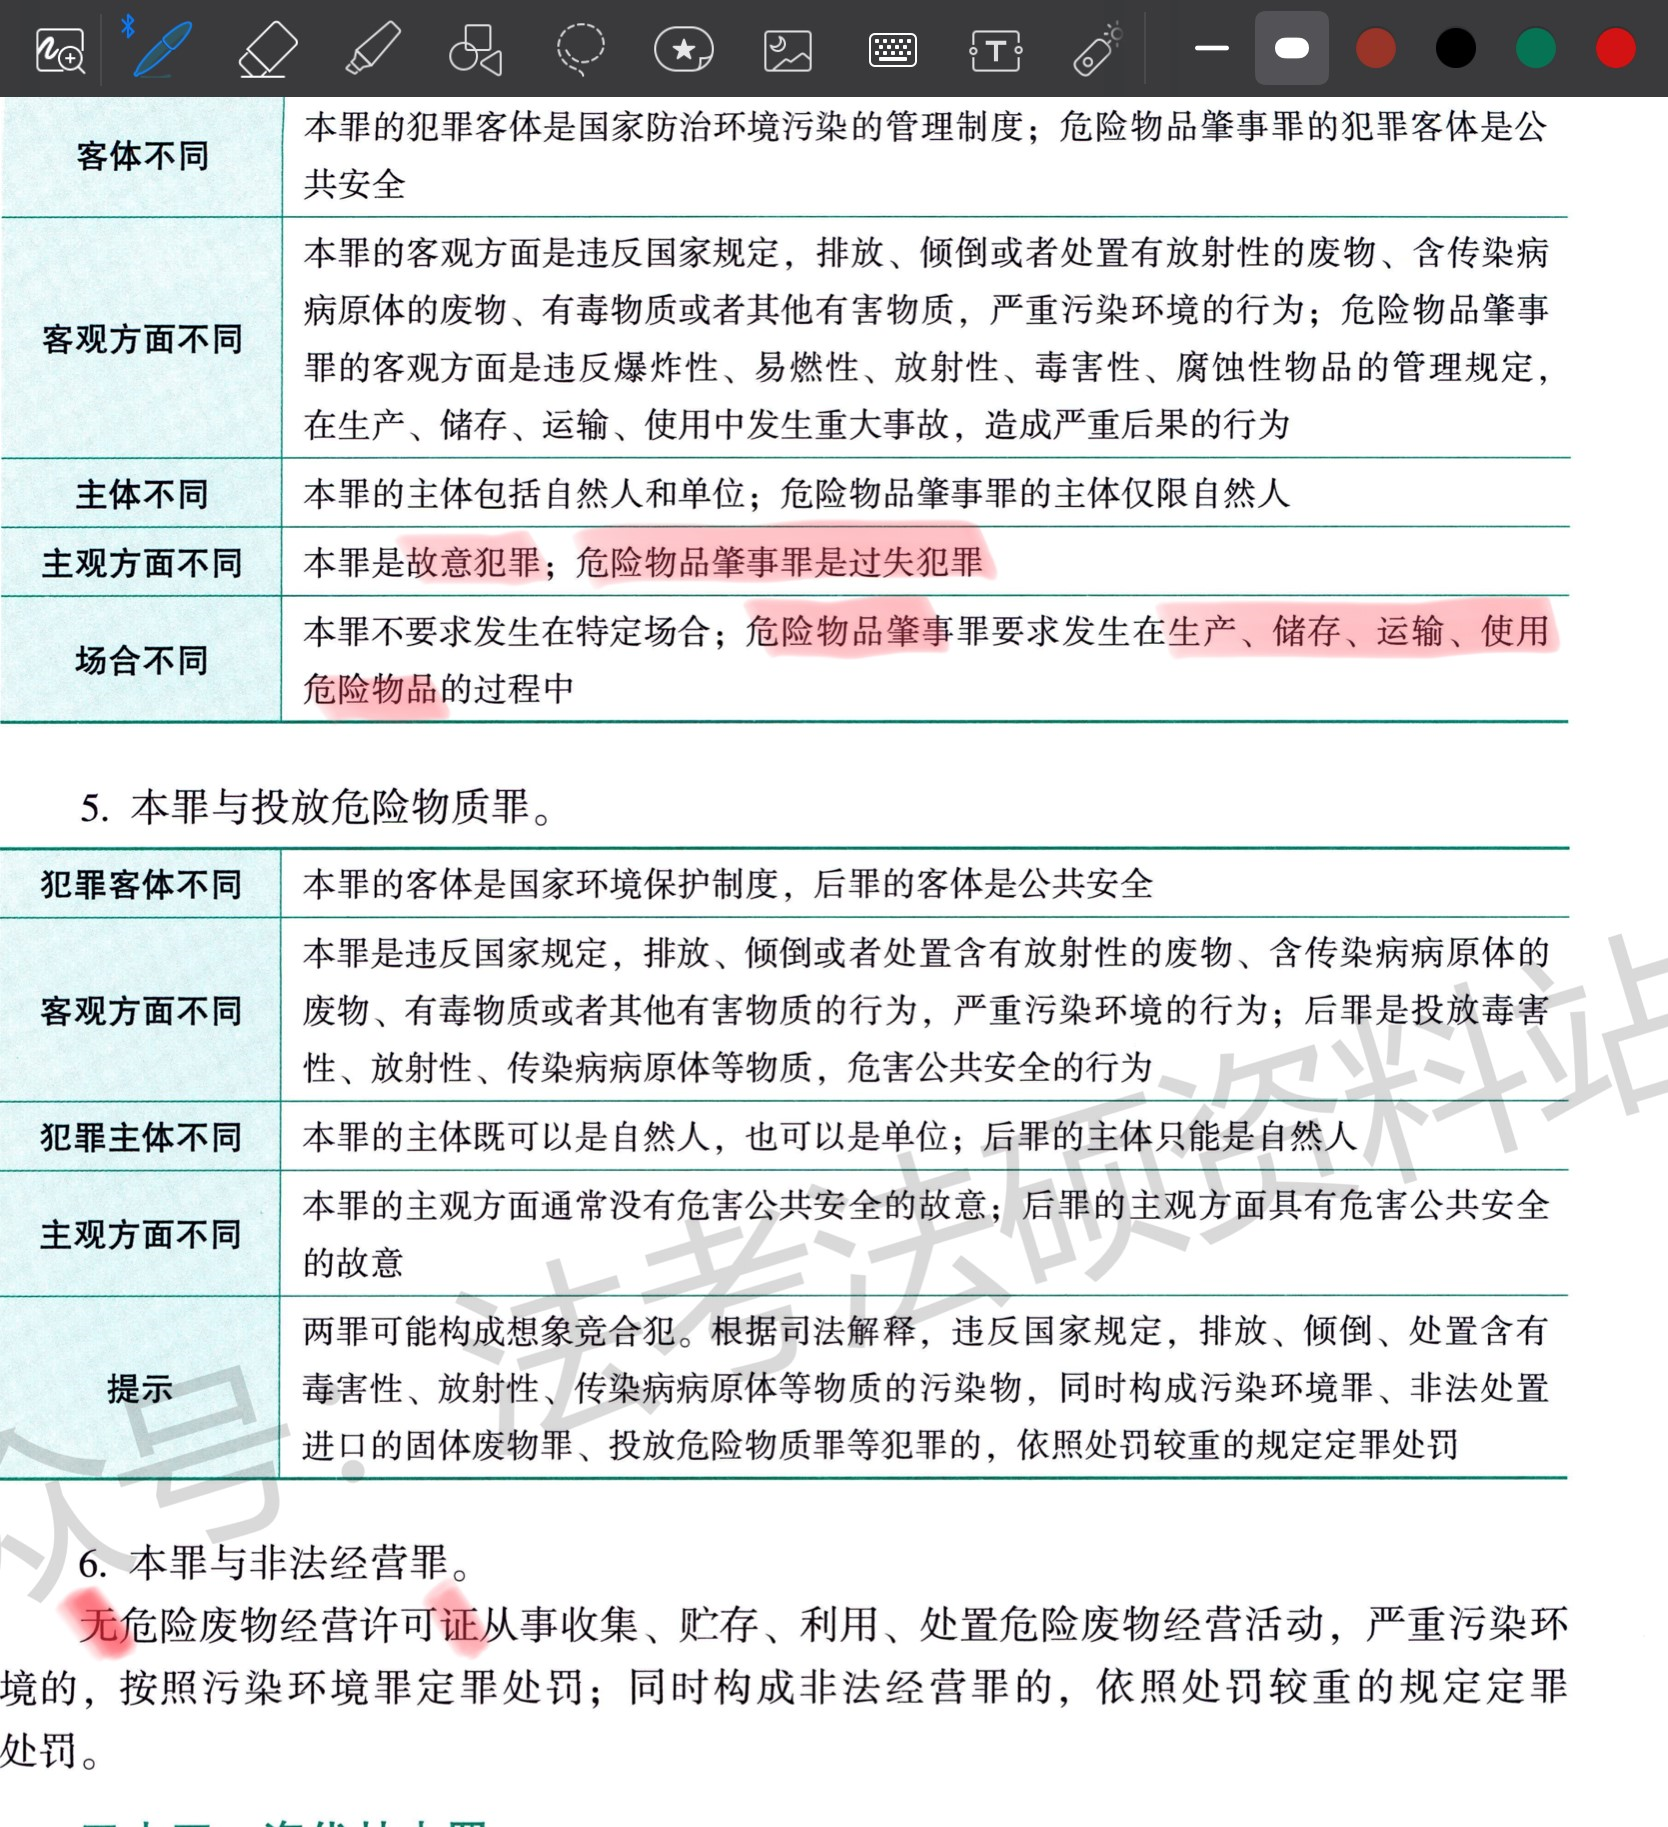 客体不同
本罪的犯罪客体是国家防治环境污染的管理制度；危险物品肇事罪的犯罪客体是公
共安全
客观方面不同
本罪的客观方面是违反国家规定，排放、倾倒或者处置有放射性的废物、含传染病
病原体的废物、有毒物质或者其他有害物质，严重污染环境的行为；危险物品肇事
罪的客观方面是违反爆炸性、易燃性、放射性、毒害性、腐蚀性物品的管理规定，
在生产、储存、运输、使用中发生重大事故，造成严重后果的行为
主体不同
本罪的主体包括自然人和单位；危险物品肇事罪的主体仅限自然人
主观方面不同
本罪是故意犯罪；危险物品肇事罪是过失犯罪
场合不同
本罪不要求发生在特定场合；危险物品肇事罪要求发生在生产、储存、运输、使用
危险物品的过程中
5. 本罪与投放危险物质罪。
犯罪客体不同
本罪的客体是国家环境保护制度，后罪的客体是公共安全
客观方面不同
本罪是违反国家规定，排放、倾倒或者处置含有放射性的废物、含传染病病原体的
废物、有毒物质或者其他有害物质的行为，严重污染环境的行为；后罪是投放毒害
性、放射性、传染病病原体等物质，危害公共安全的行为
犯罪主体不同
本罪的主体既可以是自然人，也可以是单位；后罪的主体只能是自然人
主观方面不同
本罪的主观方面通常没有危害公共安全的故意；后罪的主观方面具有危害公共安全
的故意
提示
两罪可能构成想象竞合犯。根据司法解释，违反国家规定，排放、倾倒、处置含有
毒害性、放射性、传染病病原体等物质的污染物，同时构成污染环境罪、非法处置
进口的固体废物罪、投放危险物质罪等犯罪的，依照处罚较重的规定定罪处罚
众号：法考法硕资料站
6. 本罪与非法经营罪。
无危险废物经营许可证从事收集、贮存、利用、处置危险废物经营活动，严重污染环
境的，按照污染环境罪定罪处罚；同时构成非法经营罪的，依照处罚较重的规定定罪
处罚。